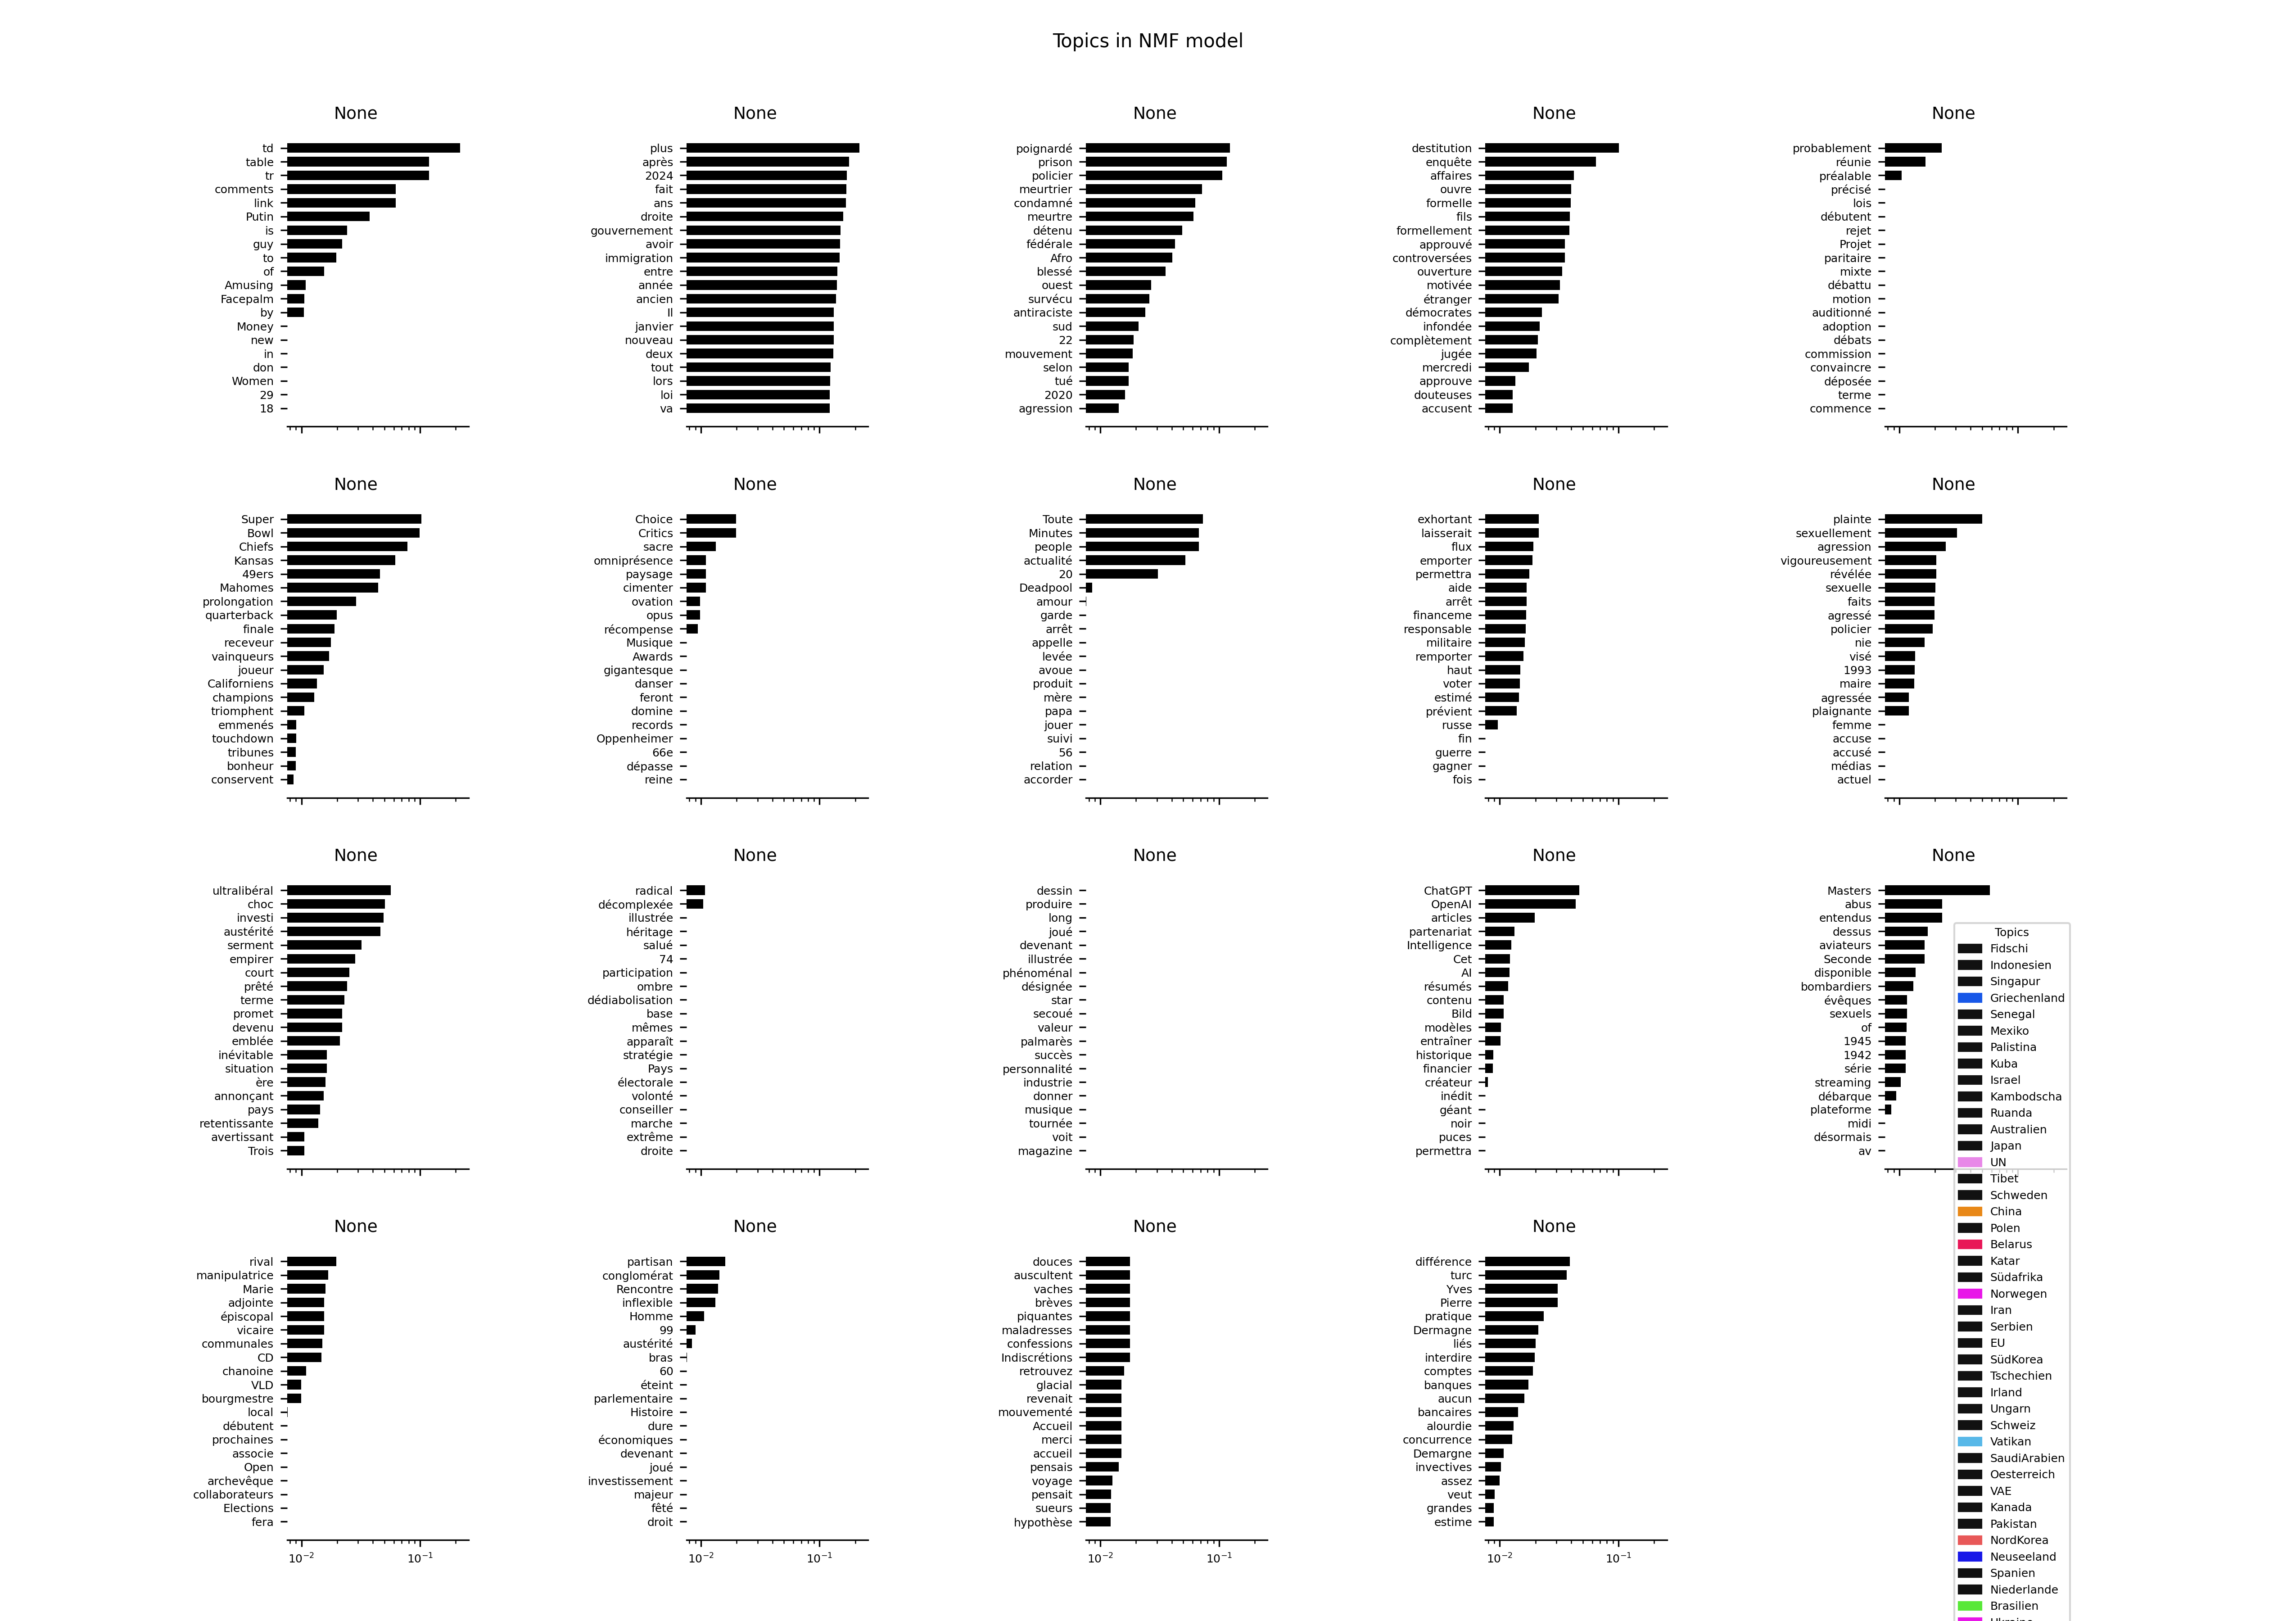 Topics in NMF model
None
td
table
tr
comments
link
Putin
is
guy
to
of
Amusing
Facepalm
by
Money
new
in
don
Women
29
18
None
plus
après
2024
fait
ans
droite
gouvernement
avoir
immigration
entre
année
ancien
Il
janvier
nouveau
deux
tout
lors
loi
va
None
poignardé
prison
policier
meurtrier
condamné
meurtre
détenu
fédérale
Afro
blessé
ouest
survécu
antiraciste
sud
22
mouvement
selon
tué
2020
agression
None
destitution
enquête
affaires
ouvre
formelle
fils
formellement
approuvé
controversées
ouverture
motivée
étranger
démocrates
infondée
complètement
jugée
mercredi
approuve
douteuses
accusent
None
probablement
réunie
préalable
précisé
lois
débutent
rejet
Projet
paritaire
mixte
débattu
motion
auditionné
adoption
débats
commission
convaincre
déposée
terme
commence
None
Super
Bowl
Chiefs
Kansas
49ers
Mahomes
prolongation
quarterback
finale
receveur
vainqueurs
joueur
Californiens
champions
triomphent
emmenés
touchdown
tribunes
bonheur
conservent
None
Choice
Critics
sacre
omniprésence
paysage
cimenter
ovation
opus
récompense
Musique
Awards
gigantesque
danser
feront
domine
records
Oppenheimer
66e
dépasse
reine
None
Toute
Minutes
people
actualité
20
Deadpool
amour
garde
arrêt
appelle
levée
avoue
produit
mère
papa
jouer
suivi
56
relation
accorder
None
exhortant
laisserait
flux
emporter
permettra
aide
arrêt
financeme
responsable
militaire
remporter
haut
voter
estimé
prévient
russe
fin
guerre
gagner
fois
None
plainte
sexuellement
agression
vigoureusement
révélée
sexuelle
faits
agressé
policier
nie
visé
1993
maire
agressée
plaignante
femme
accuse
accusé
médias
actuel
None
ultralibéral
choc
investi
austérité
serment
empirer
court
prêté
terme
promet
devenu
emblée
inévitable
situation
ère
annonçant
pays
retentissante
avertissant
Trois
None
radical
décomplexée
illustrée
héritage
salué
74
participation
ombre
dédiabolisation
base
mêmes
apparaît
stratégie
Pays
électorale
volonté
conseiller
marche
extrême
droite
None
dessin
produire
long
joué
devenant
illustrée
phénoménal
désignée
star
secoué
valeur
palmarès
succès
personnalité
industrie
donner
musique
tournée
voit
magazine
None
ChatGPT
OpenAI
articles
partenariat
Intelligence
Cet
AI
résumés
contenu
Bild
modèles
entraîner
historique
financier
créateur
inédit
géant
noir
puces
permettra
None
Masters
abus
entendus
dessus
aviateurs
Seconde
disponible
bombardiers
évêques
sexuels
of
1945
1942
série
streaming
débarque
plateforme
midi
désormais
av
None
rival
manipulatrice
Marie
adjointe
épiscopal
vicaire
communales
CD
chanoine
VLD
bourgmestre
local
débutent
prochaines
associe
Open
archevêque
collaborateurs
Elections
fera
10⁻² 10⁻¹
None
partisan
conglomérat
Rencontre
inflexible
Homme
99
austérité
bras
60
éteint
parlementaire
Histoire
dure
économiques
devenant
joué
investissement
majeur
fêté
droit
10⁻² 10⁻¹
None
douces
auscultent
vaches
brèves
piquantes
maladresses
confessions
Indiscrétions
retrouvez
glacial
revenait
mouvementé
Accueil
merci
accueil
pensais
voyage
pensait
sueurs
hypothèse
10⁻² 10⁻¹
None
différence
turc
Yves
Pierre
pratique
Dermagne
liés
interdire
comptes
banques
aucun
bancaires
alourdie
concurrence
Demargne
invectives
assez
veut
grandes
estime
10⁻² 10⁻¹
Topics
Fidschi
Indonesien
Singapur
Griechenland
Senegal
Mexiko
Palistina
Kuba
Israel
Kambodscha
Ruanda
Australien
Japan
UN
Tibet
Schweden
China
Polen
Belarus
Katar
Südafrika
Norwegen
Iran
Serbien
EU
SüdKorea
Tschechien
Irland
Ungarn
Schweiz
Vatikan
SaudiArabien
Oesterreich
VAE
Kanada
Pakistan
NordKorea
Neuseeland
Spanien
Niederlande
Brasilien